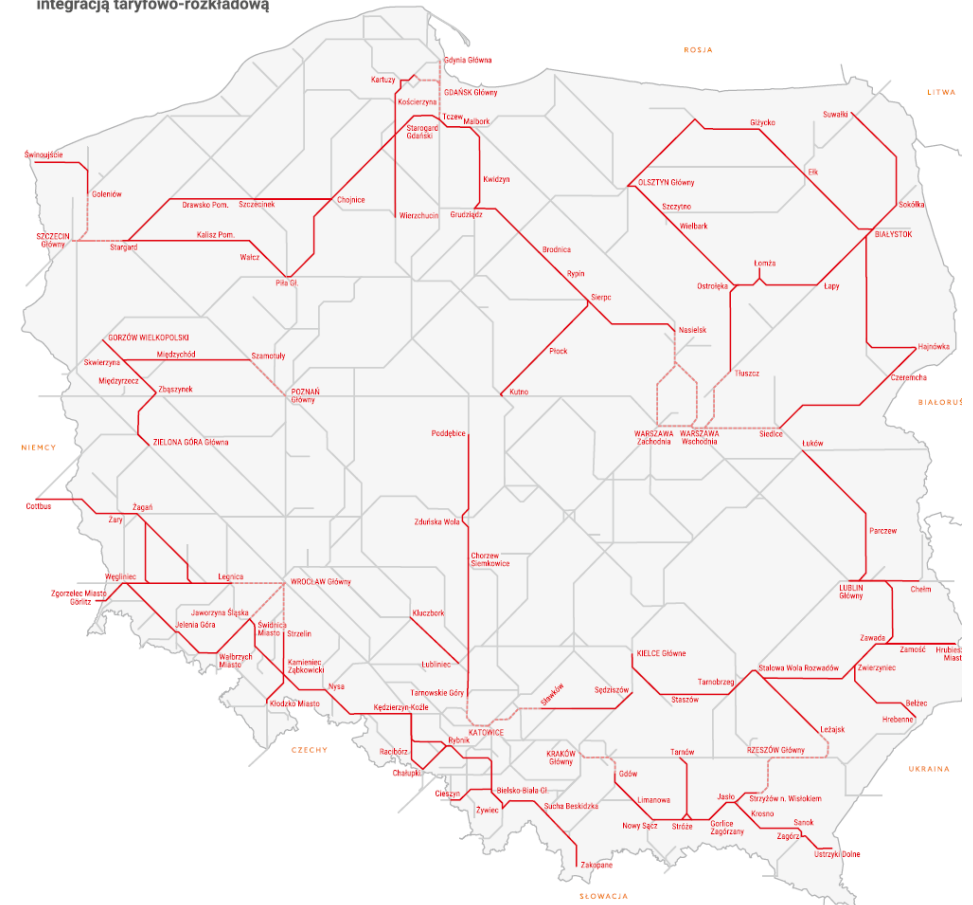 integracją taryfowo-rozkładową
ROSJA
Gdynia Główna
Kartuzy
LITWA
GDAŃSK Główny
Kościerzyna
Suwałki
Tczew
Malbork
Giżycko
Starogard
Gdański
Świnoujście
Ełk
Kwidzyn
OLSZTYN Główny
Goleniów
Chojnice
Drawsko Pom.
Szczecinek
Sokółka
Szczytno
Wierzchucin
Grudziądz
Wielbark
Kalisz Pom.
BIAŁYSTOK
SZCZECIN
Główny
Stargard
Brodnica
Wałcz
Łomża
Rypin
Piła Gł.
Ostrołęka
Łapy
Sierpc
Nasielsk
GORZÓW WIELKOPOLSKI
Hajnówka
Płock
Międzychód
Szamotuły
Skwierzyna
Tłuszcz
Czeremcha
Międzyrzecz
Zbąszynek
Kutno
POZNAŃ
Główny
BIAŁORUŚ
Poddębice
WARSZAWA
Zachodnia
WARSZAWA
Wschodnia
Siedlce
ZIELONA GÓRA Główna
Łuków
NIEMCY
Cottbus
Żagań
Żary
Zduńska Wola
Parczew
Chorzew
Siemkowice
Węgliniec
Legnica
WROCŁAW Główny
LUBLIN
Główny
Chełm
Zgorzelec Miasto
Görlitz
Jaworzyna Śląska
Kluczbork
Jelenia Góra
Świdnica
Miasto
Strzelin
Zawada
Zamość
Hrubies
Miast
Wałbrzych
Miasto
KIELCE Główne
Kamieniec
Ząbkowicki
Lubliniec
Stalowa Wola Rozwadów
Zwierzyniec
Nysa
Tarnobrzeg
Tarnowskie Góry
Sławków
Sędziszów
Staszów
Kłodzko Miasto
Kędzierzyn-Koźle
Bełzec
Hrebenne
KATOWICE
Leżajsk
Rybnik
CZECHY
Racibórz
KRAKÓW
Główny
Tarnów
RZESZÓW Główny
Chałupki
Gdów
UKRAINA
Cieszyn
Bielsko-Biała Gł.
Jasło
Strzyżów n. Wisłokiem
Limanowa
Żywiec
Sucha Beskidzka
Krosno
Nowy Sącz
Stróże
Gorlice
Zagórzany
Sanok
Zagórz
Ustrzyki Dolne
Zakopane
SŁOWACJA